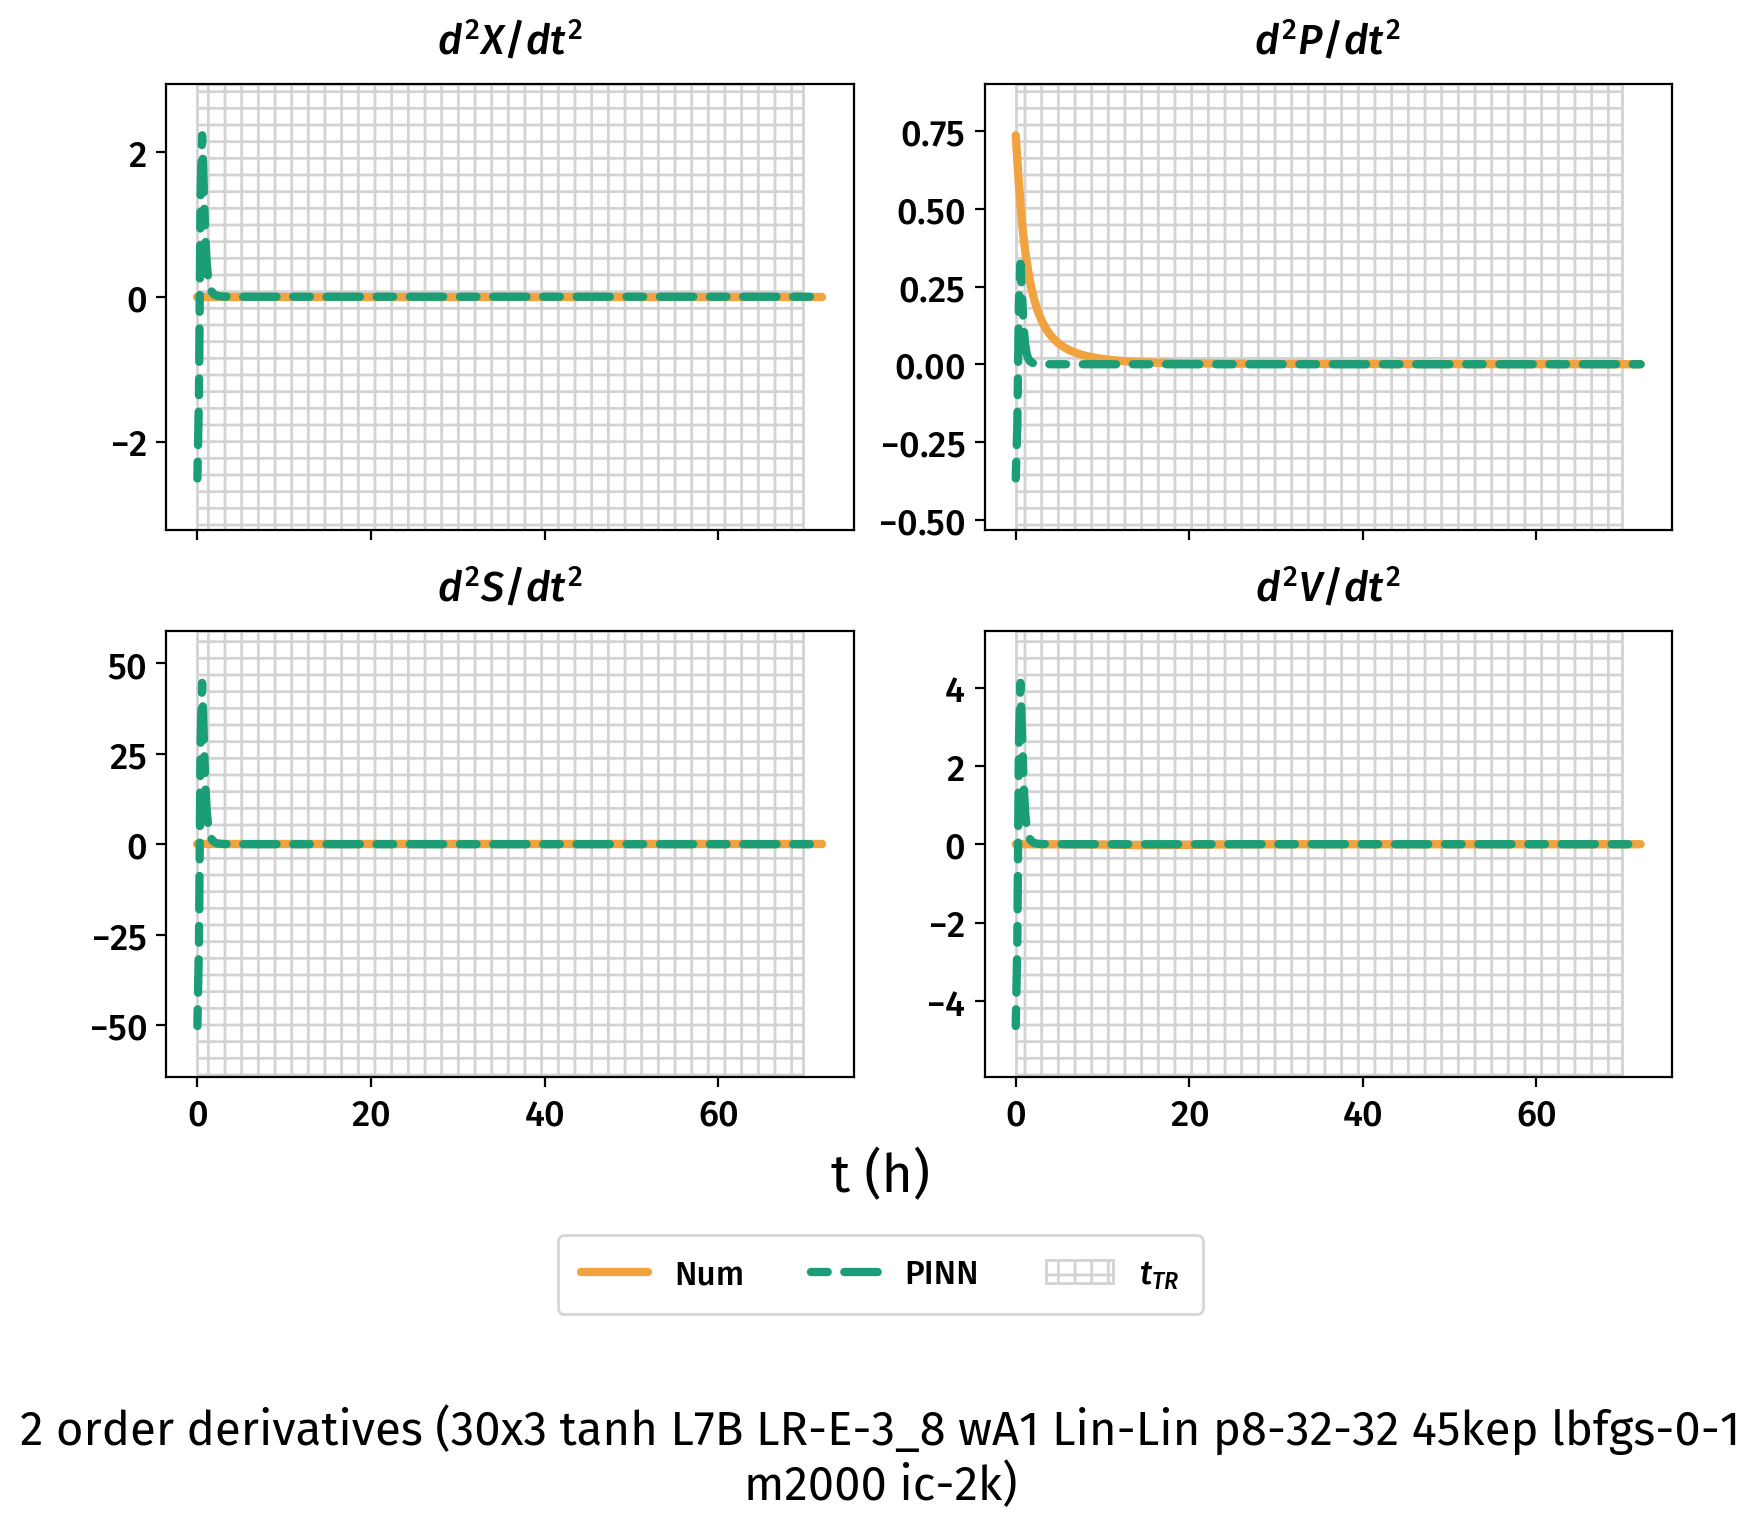 d²X/dt²
d²P/dt²
2
0
−2
0.75
0.50
0.25
0.00
−0.25
−0.50
d²S/dt²
d²V/dt²
50
25
0
−25
−50
4
2
0
−2
−4
0 20 40 60
0 20 40 60
t (h)
Num PINN t_TR
2 order derivatives (30x3 tanh L7B LR-E-3_8 wA1 Lin-Lin p8-32-32 45kep lbfgs-0-1
m2000 ic-2k)